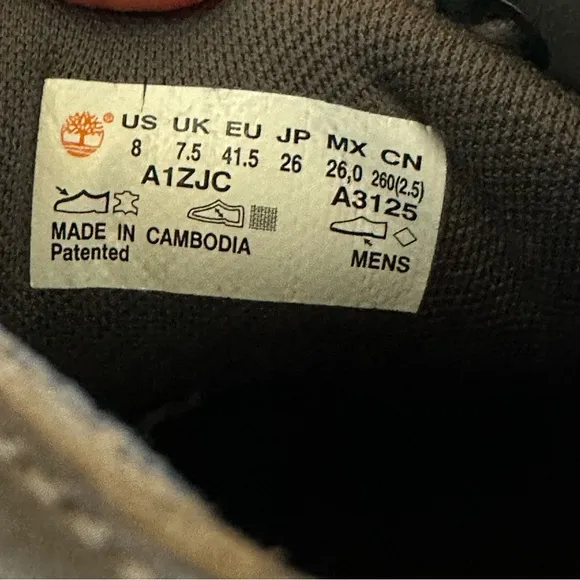 US UK EU JP MX CN
8 7.5 41.5 26 26,0 260(2.5)
A1ZJC A3125
MADE IN CAMBODIA
Patented MENS
®